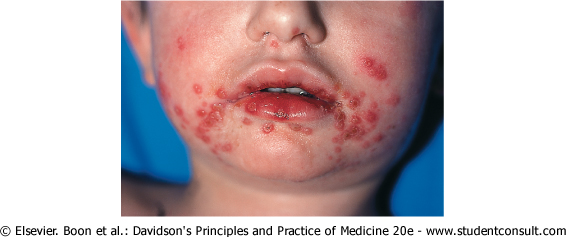 © Elsevier. Boon et al.: Davidson's Principles and Practice of Medicine 20e - www.studentconsult.com